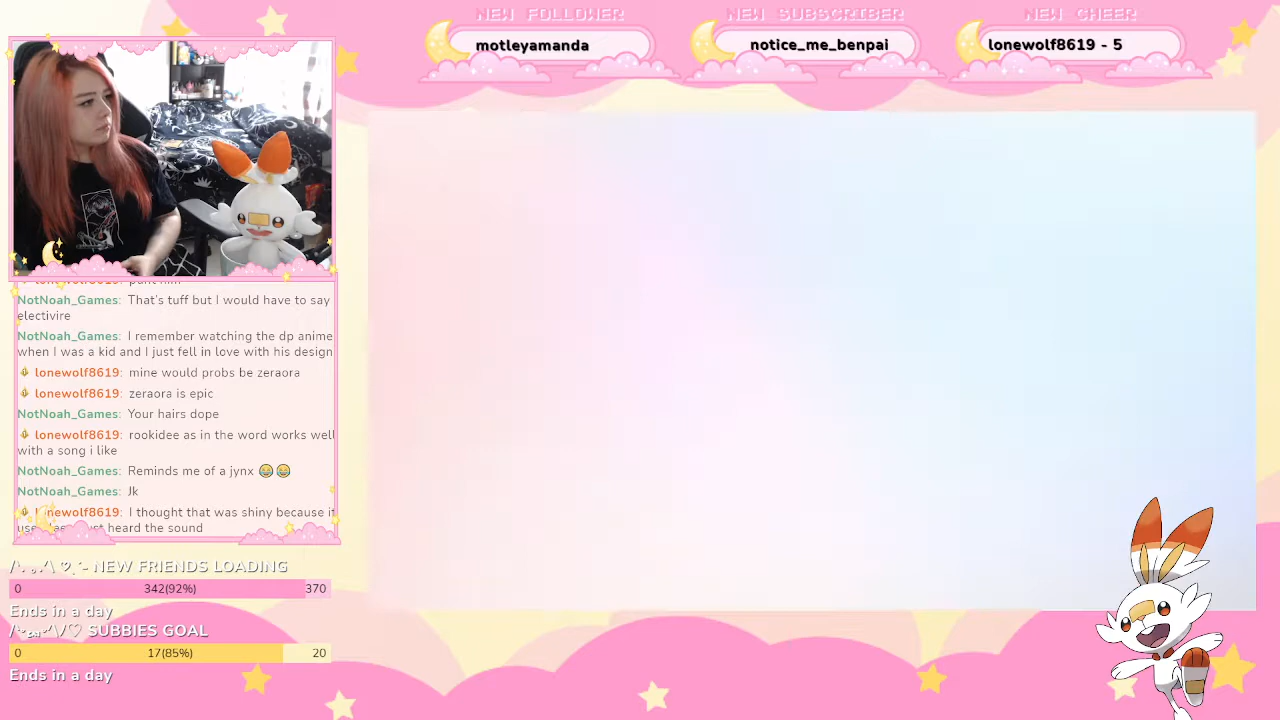 NEW FOLLOWER
NEW SUBSCRIBER
NEW CHEER
motleyamanda
notice_me_benpai
lonewolf8619 - 5
NotNoah_Games: That's tuff but I would have to say
electivire
NotNoah_Games: I remember watching the dp anime
when I was a kid and I just fell in love with his design
lonewolf8619: mine would probs be zeraora
lonewolf8619: zeraora is epic
NotNoah_Games: Your hairs dope
lonewolf8619: rookidee as in the word works well
with a song i like
NotNoah_Games: Reminds me of a jynx 😂😂
NotNoah_Games: Jk
lonewolf8619: I thought that was shiny because i
heard the sound
NEW FRIENDS LOADING
0 342(92%) 370
Ends in a day
SUBBIES GOAL
0 17(85%) 20
Ends in a day